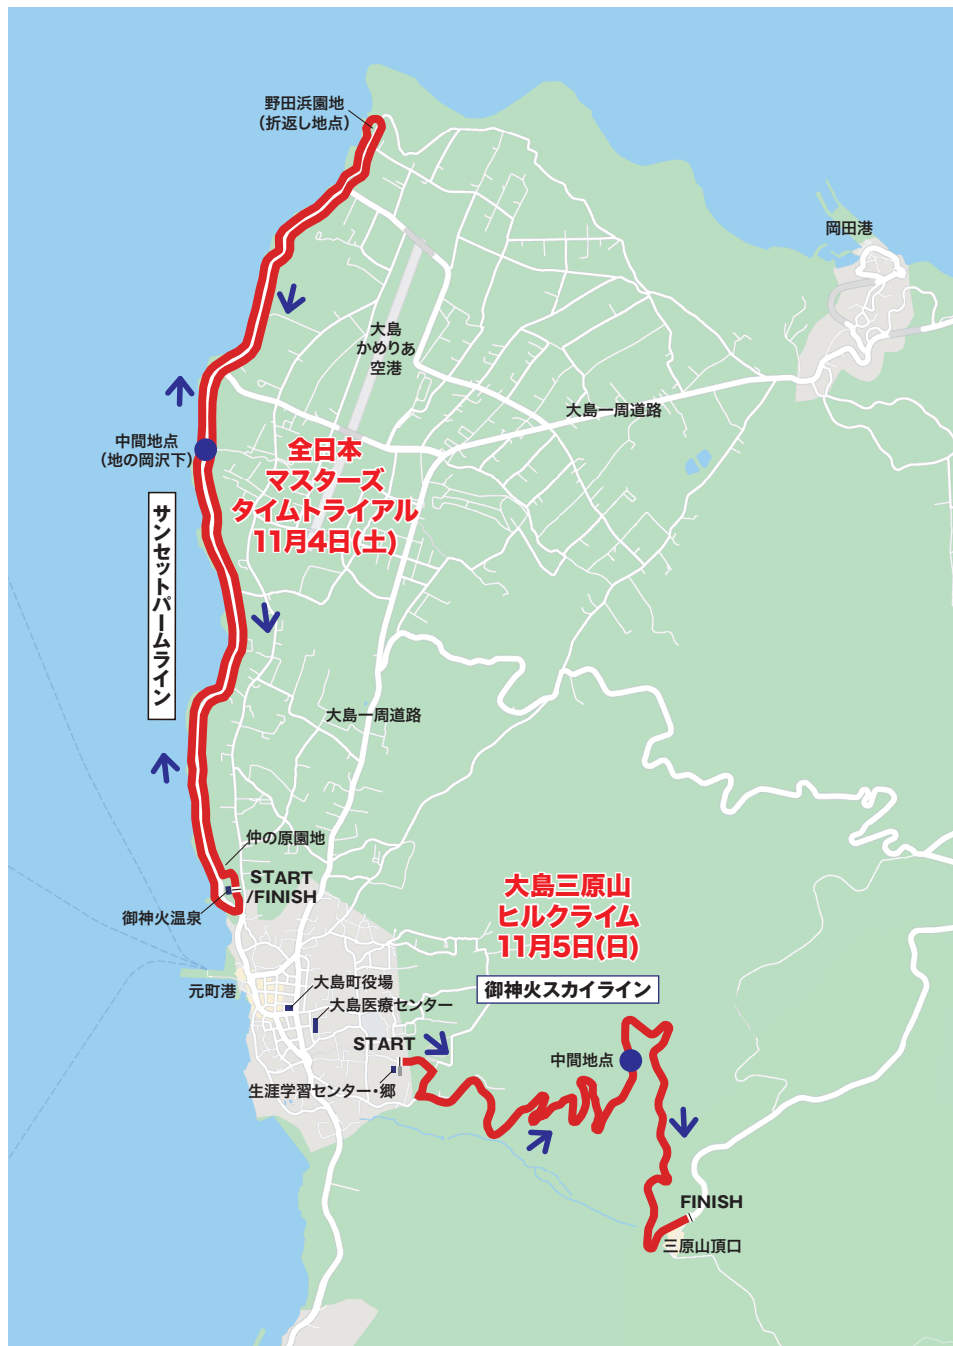 野田浜園地
(折返し地点)
岡田港
大島
かめりあ
空港
大島一周道路
中間地点
(地の岡沢下)
全日本
マスターズ
タイムトライアル
11月4日(土)
サンセットパームライン
大島一周道路
仲の原園地
START
/FINISH
御神火温泉
大島三原山
ヒルクライム
11月5日(日)
御神火スカイライン
元町港
大島町役場
大島医療センター
START
中間地点
生涯学習センター・郷
FINISH
三原山頂口